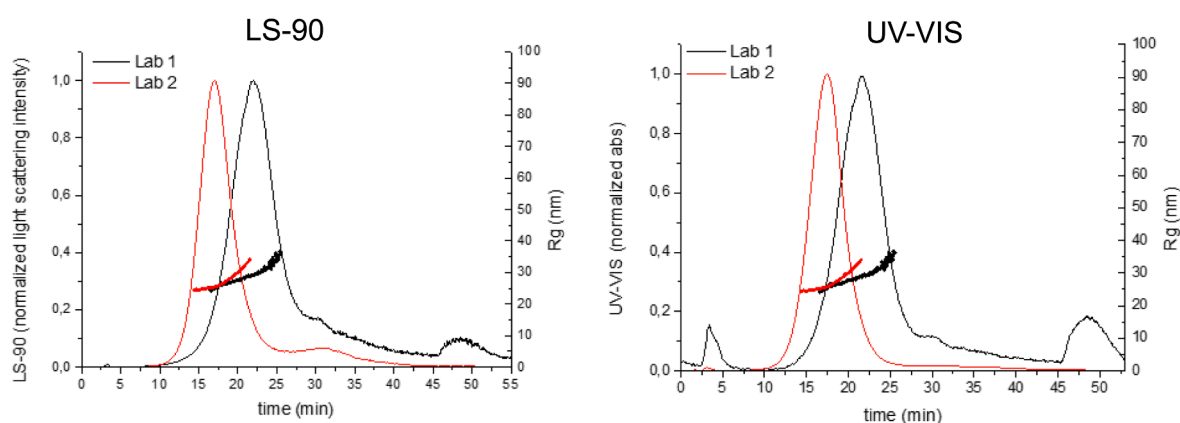 LS-90
Lab 1
Lab 2
LS-90 (normalized light scattering intensity)
1,0
0,8
0,6
0,4
0,2
0,0
0 5 10 15 20 25 30 35 40 45 50 55
time (min)
100
90
80
70
60
50
40
30
20
10
0
Rg (nm)
UV-VIS
Lab 1
Lab 2
UV-VIS (normalized abs)
1,0
0,8
0,6
0,4
0,2
0,0
0 5 10 15 20 25 30 35 40 45 50
time (min)
100
90
80
70
60
50
40
30
20
10
0
Rg (nm)